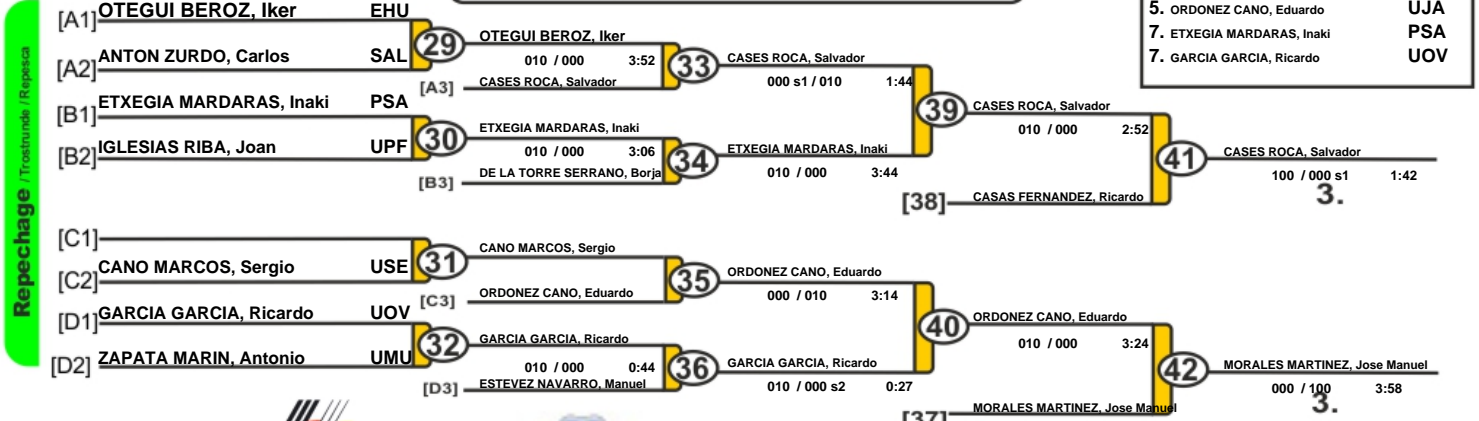 Repechage / Trostrunde / Repesca
[A1] OTEGUI BEROZ, Iker EHU
[A2] ANTON ZURDO, Carlos SAL
29
OTEGUI BEROZ, Iker
010 / 000 3:52
[A3] CASES ROCA, Salvador
33
CASES ROCA, Salvador
000 s1 / 010 1:44
[B1] ETXEGIA MARDARAS, Inaki PSA
[B2] IGLESIAS RIBA, Joan UPF
30
ETXEGIA MARDARAS, Inaki
010 / 000 3:06
[B3] DE LA TORRE SERRANO, Borja
34
ETXEGIA MARDARAS, Inaki
010 / 000 3:44
39
CASES ROCA, Salvador
010 / 000 2:52
[38] CASAS FERNANDEZ, Ricardo
41
CASES ROCA, Salvador
100 / 000 s1 1:42
3.
[C1]
[C2] CANO MARCOS, Sergio USE
31
CANO MARCOS, Sergio
[C3] ORDONEZ CANO, Eduardo
35
ORDONEZ CANO, Eduardo
000 / 010 3:14
[D1] GARCIA GARCIA, Ricardo UOV
[D2] ZAPATA MARIN, Antonio UMU
32
GARCIA GARCIA, Ricardo
010 / 000 0:44
[D3] ESTEVEZ NAVARRO, Manuel
36
GARCIA GARCIA, Ricardo
010 / 000 s2 0:27
40
ORDONEZ CANO, Eduardo
010 / 000 3:24
[37] MORALES MARTINEZ, Jose Manuel
42
MORALES MARTINEZ, Jose Manuel
000 / 100 3:58
3.
5. ORDONEZ CANO, Eduardo UJA
7. ETXEGIA MARDARAS, Inaki PSA
7. GARCIA GARCIA, Ricardo UOV